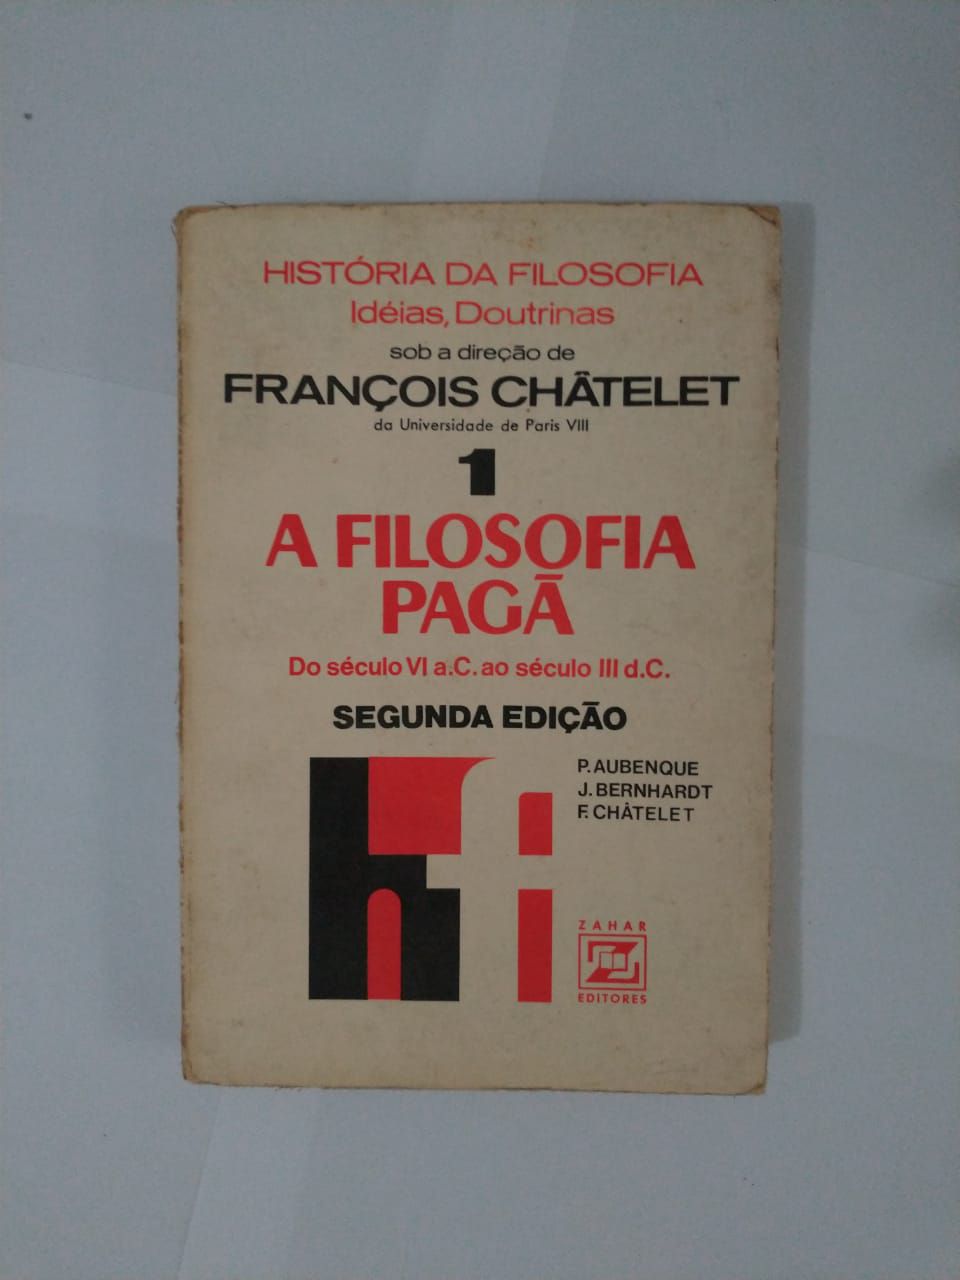 HISTÓRIA DA FILOSOFIA
Idéias, Doutrinas
sob a direção de
FRANÇOIS CHÂTELET
da Universidade de Paris VIII
1
A FILOSOFIA
PAGÃ
Do século VI a.C. ao século III d.C.
SEGUNDA EDIÇÃO
hfi
P. AUBENQUE
J. BERNHARDT
F. CHÂTELET
ZAHAR
EDITORES